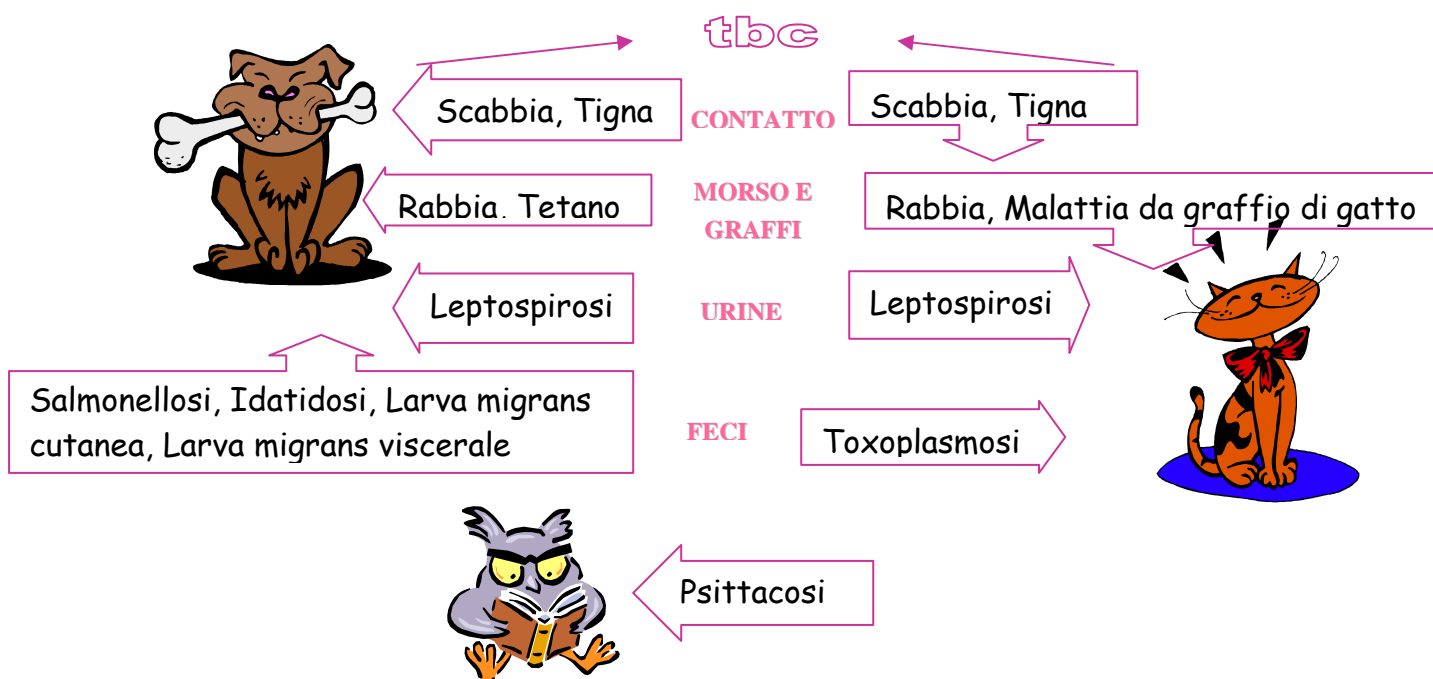 tbc
Scabbia, Tigna
CONTATTO
Scabbia, Tigna
Rabbia. Tetano
MORSO E
GRAFFI
Rabbia, Malattia da graffio di gatto
Leptospirosi
URINE
Leptospirosi
Salmonellosi, Idatidosi, Larva migrans
cutanea, Larva migrans viscerale
FECI
Toxoplasmosi
Psittacosi